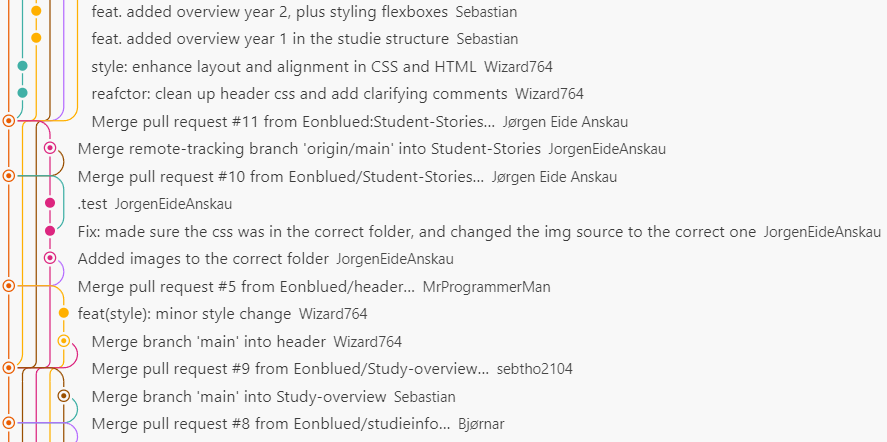 feat. added overview year 2, plus styling flexboxes Sebastian
feat. added overview year 1 in the studie structure Sebastian
style: enhance layout and alignment in CSS and HTML Wizard764
reafctor: clean up header css and add clarifying comments Wizard764
Merge pull request #11 from Eonblued:Student-Stories... Jørgen Eide Anskau
Merge remote-tracking branch 'origin/main' into Student-Stories JorgenEideAnskau
Merge pull request #10 from Eonblued/Student-Stories... Jørgen Eide Anskau
.test JorgenEideAnskau
Fix: made sure the css was in the correct folder, and changed the img source to the correct one JorgenEideAnskau
Added images to the correct folder JorgenEideAnskau
Merge pull request #5 from Eonblued/header... MrProgrammerMan
feat(style): minor style change Wizard764
Merge branch 'main' into header Wizard764
Merge pull request #9 from Eonblued/Study-overview... sebtho2104
Merge branch 'main' into Study-overview Sebastian
Merge pull request #8 from Eonblued/studieinfo... Bjørnar